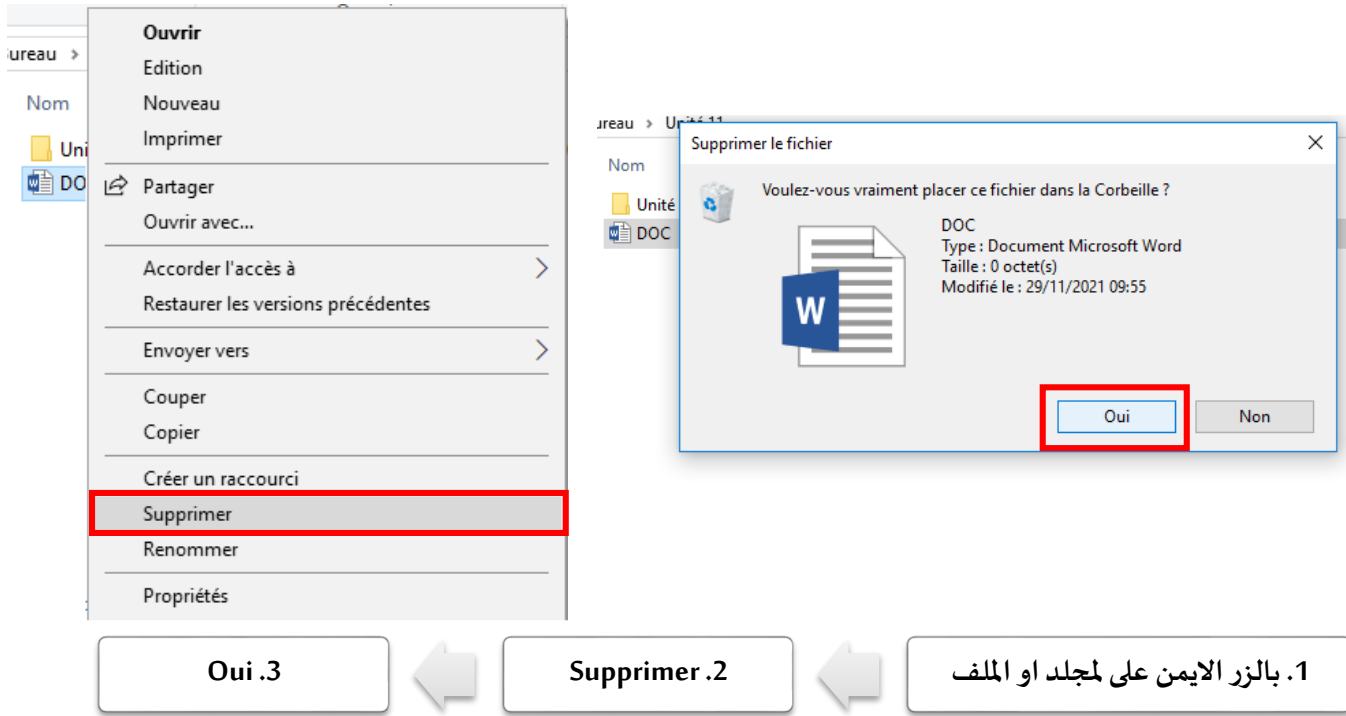 Ouvrir
Edition
Nouveau
Imprimer
Partager
Ouvrir avec...
Accorder l'accès à
Restaurer les versions précédentes
Envoyer vers
Couper
Copier
Créer un raccourci
Supprimer
Renommer
Propriétés
ureau >
Nom
Uni
DO
ureau > Unité 11
Nom
Unité
DOC
Supprimer le fichier
Voulez-vous vraiment placer ce fichier dans la Corbeille ?
DOC
Type : Document Microsoft Word
Taille : 0 octet(s)
Modifié le : 29/11/2021 09:55
W
Oui
Non
1. بالزر الايمن على لمجلد او الملف
2. Supprimer
3. Oui